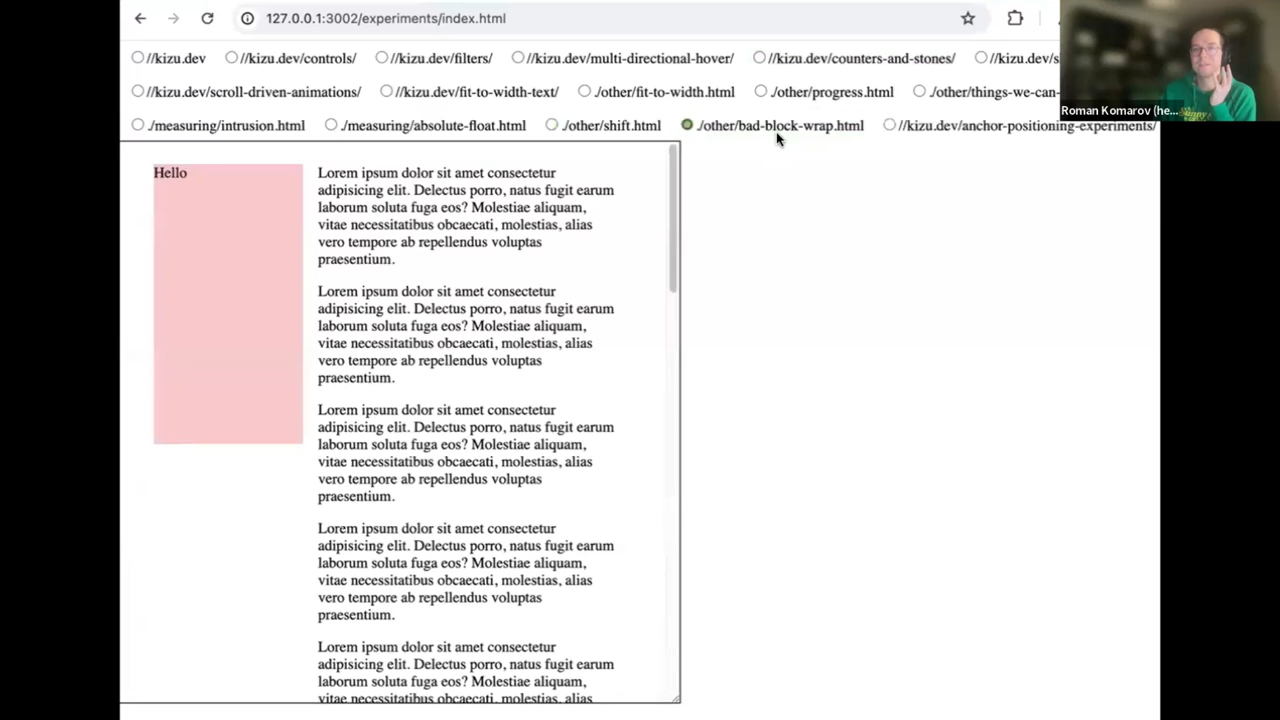 127.0.0.1:3002/experiments/index.html
//kizu.dev //kizu.dev/controls/ //kizu.dev/filters/ //kizu.dev/multi-directional-hover/ //kizu.dev/counters-and-stones/ //kizu.dev/s
//kizu.dev/scroll-driven-animations/ //kizu.dev/fit-to-width-text/ ./other/fit-to-width.html ./other/progress.html ./other/things-we-can-
Roman Komarov (he...
./measuring/intrusion.html ./measuring/absolute-float.html ./other/shift.html ./other/bad-block-wrap.html //kizu.dev/anchor-positioning-experiments/
Hello
Lorem ipsum dolor sit amet consectetur
adipisicing elit. Delectus porro, natus fugit earum
laborum soluta fuga eos? Molestiae aliquam,
vitae necessitatibus obcaecati, molestias, alias
vero tempore ab repellendus voluptas
praesentium.
Lorem ipsum dolor sit amet consectetur
adipisicing elit. Delectus porro, natus fugit earum
laborum soluta fuga eos? Molestiae aliquam,
vitae necessitatibus obcaecati, molestias, alias
vero tempore ab repellendus voluptas
praesentium.
Lorem ipsum dolor sit amet consectetur
adipisicing elit. Delectus porro, natus fugit earum
laborum soluta fuga eos? Molestiae aliquam,
vitae necessitatibus obcaecati, molestias, alias
vero tempore ab repellendus voluptas
praesentium.
Lorem ipsum dolor sit amet consectetur
adipisicing elit. Delectus porro, natus fugit earum
laborum soluta fuga eos? Molestiae aliquam,
vitae necessitatibus obcaecati, molestias, alias
vero tempore ab repellendus voluptas
praesentium.
Lorem ipsum dolor sit amet consectetur
adipisicing elit. Delectus porro, natus fugit earum
laborum soluta fuga eos? Molestiae aliquam,
vitae necessitatibus obcaecati, molestias, alias